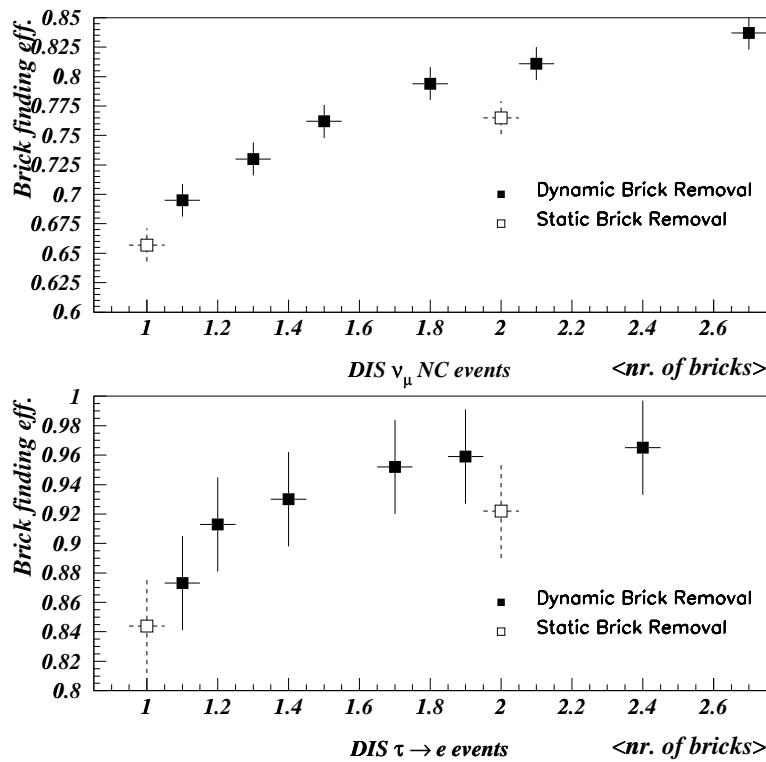 Brick finding eff.
0.85
0.825
0.8
0.775
0.75
0.725
0.7
0.675
0.65
0.625
0.6
Dynamic Brick Removal
Static Brick Removal
1 1.2 1.4 1.6 1.8 2 2.2 2.4 2.6
DIS νμ NC events <nr. of bricks>
Brick finding eff.
1
0.98
0.96
0.94
0.92
0.9
0.88
0.86
0.84
0.82
0.8
Dynamic Brick Removal
Static Brick Removal
1 1.2 1.4 1.6 1.8 2 2.2 2.4 2.6
DIS τ → e events <nr. of bricks>